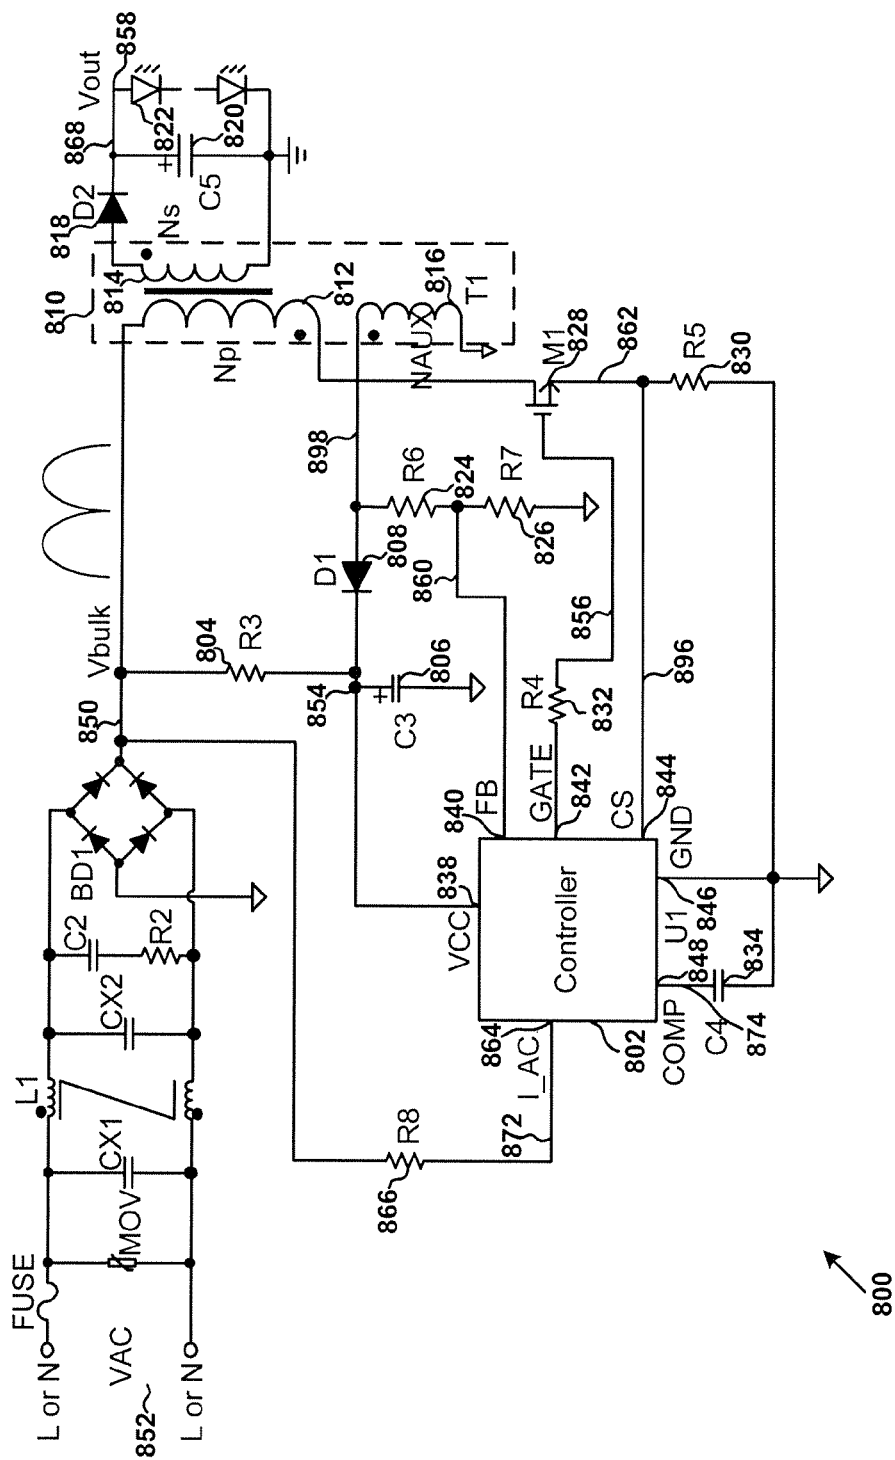 L or N
FUSE
VAC
852
L or N
MOV
CX1
L1
CX2
C2
R2
BD1
850
Vbulk
804
R3
D1
808
898
R6
824
R7
826
860
854
C3
806
810
Np
812
814
818
D2
Ns
868
Vout
858
822
820
C5
816
T1
NAUX
M1
828
862
R5
830
856
R4
832
896
840
FB
GATE
842
CS
844
838
VCC
Controller
GND
U1
846
848
834
C4
COMP
874
864
I_AC
802
872
R8
866
800